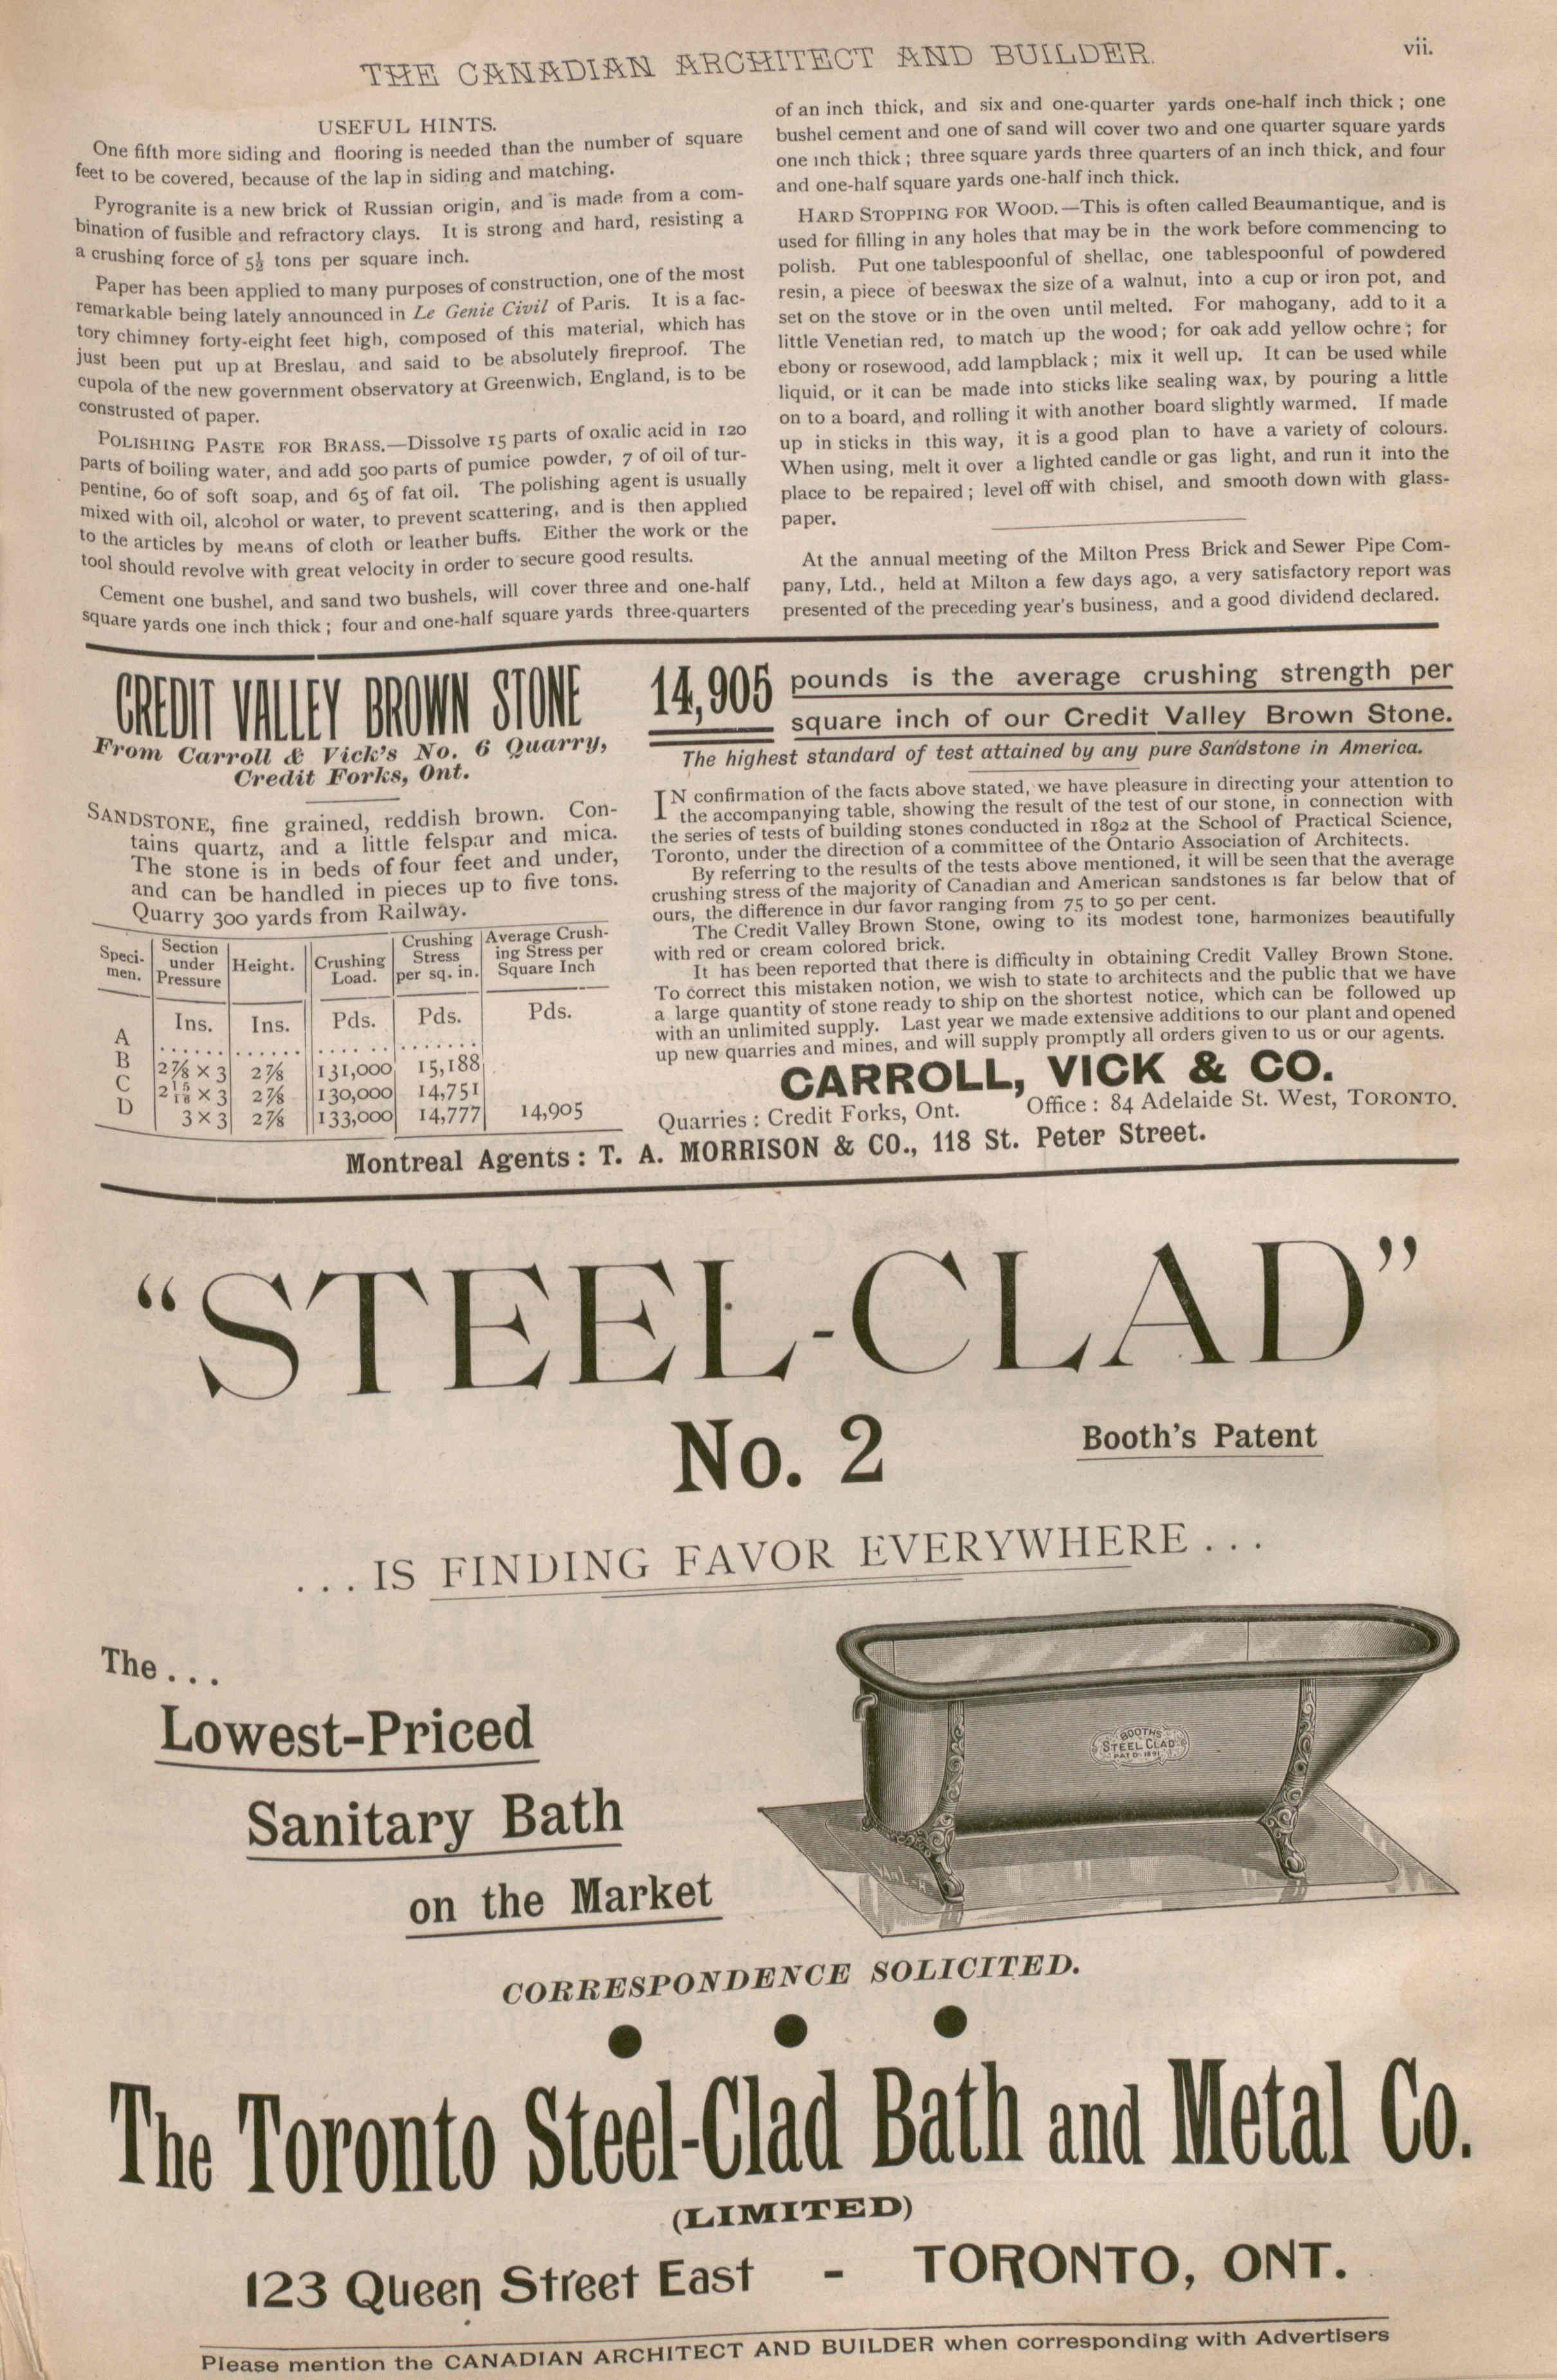 THE CANADIAN ARCHITECT AND BUILDER.
vii.
USEFUL HINTS.
One fifth more siding and flooring is needed than the number of square
feet to be covered, because of the lap in siding and matching.
Pyrogranite is a new brick of Russian origin, and is made from a com-
bination of fusible and refractory clays. It is strong and hard, resisting a
a crushing force of 5½ tons per square inch.
Paper has been applied to many purposes of construction, one of the most
remarkable being lately announced in Le Genie Civil of Paris. It is a fac-
tory chimney forty-eight feet high, composed of this material, which has
just been put up at Breslau, and said to be absolutely fireproof. The
cupola of the new government observatory at Greenwich, England, is to be
construsted of paper.
POLISHING PASTE FOR BRASS.—Dissolve 15 parts of oxalic acid in 120
parts of boiling water, and add 500 parts of pumice powder, 7 of oil of tur-
pentine, 60 of soft soap, and 65 of fat oil. The polishing agent is usually
mixed with oil, alcohol or water, to prevent scattering, and is then applied
to the articles by means of cloth or leather buffs. Either the work or the
tool should revolve with great velocity in order to secure good results.
Cement one bushel, and sand two bushels, will cover three and one-half
square yards one inch thick ; four and one-half square yards three-quarters
of an inch thick, and six and one-quarter yards one-half inch thick ; one
bushel cement and one of sand will cover two and one quarter square yards
one inch thick ; three square yards three quarters of an inch thick, and four
and one-half square yards one-half inch thick.
HARD STOPPING FOR WOOD.—This is often called Beaumantique, and is
used for filling in any holes that may be in the work before commencing to
polish. Put one tablespoonful of shellac, one tablespoonful of powdered
resin, a piece of beeswax the size of a walnut, into a cup or iron pot, and
set on the stove or in the oven until melted. For mahogany, add to it a
little Venetian red, to match up the wood ; for oak add yellow ochre ; for
ebony or rosewood, add lampblack ; mix it well up. It can be used while
liquid, or it can be made into sticks like sealing wax, by pouring a little
on to a board, and rolling it with another board slightly warmed. If made
up in sticks in this way, it is a good plan to have a variety of colours.
When using, melt it over a lighted candle or gas light, and run it into the
place to be repaired ; level off with chisel, and smooth down with glass-
paper.
At the annual meeting of the Milton Press Brick and Sewer Pipe Com-
pany, Ltd., held at Milton a few days ago, a very satisfactory report was
presented of the preceding year's business, and a good dividend declared.
CREDIT VALLEY BROWN STONE
From Carroll & Vick's No. 6 Quarry,
Credit Forks, Ont.
SANDSTONE, fine grained, reddish brown. Con-
tains quartz, and a little felspar and mica.
The stone is in beds of four feet and under,
and can be handled in pieces up to five tons.
Quarry 300 yards from Railway.
Speci-men. | Section under Pressure | Height. | Crushing Load. | Crushing Stress per sq. in. | Average Crush-ing Stress per Square Inch
Ins. | Ins. | Pds. | Pds. | Pds.
A ...... ...... ...... ......
B 2⅞ × 3 2⅞ 131,000 15,188
C 2 15/16 × 3 2⅞ 130,000 14,751
D 3 × 3 2⅞ 133,000 14,777 14,905
14,905 pounds is the average crushing strength per
square inch of our Credit Valley Brown Stone.
The highest standard of test attained by any pure Sandstone in America.
IN confirmation of the facts above stated, we have pleasure in directing your attention to
the accompanying table, showing the result of the test of our stone, in connection with
the series of tests of building stones conducted in 1892 at the School of Practical Science,
Toronto, under the direction of a committee of the Ontario Association of Architects.
By referring to the results of the tests above mentioned, it will be seen that the average
crushing stress of the majority of Canadian and American sandstones is far below that of
ours, the difference in our favor ranging from 75 to 50 per cent.
The Credit Valley Brown Stone, owing to its modest tone, harmonizes beautifully
with red or cream colored brick.
It has been reported that there is difficulty in obtaining Credit Valley Brown Stone.
To correct this mistaken notion, we wish to state to architects and the public that we have
a large quantity of stone ready to ship on the shortest notice, which can be followed up
with an unlimited supply. Last year we made extensive additions to our plant and opened
up new quarries and mines, and will supply promptly all orders given to us or our agents.
CARROLL, VICK & CO.
Quarries : Credit Forks, Ont. Office : 84 Adelaide St. West, TORONTO.
Montreal Agents : T. A. MORRISON & CO., 118 St. Peter Street.
"STEEL-CLAD"
No. 2
Booth's Patent
...IS FINDING FAVOR EVERYWHERE...
The...
Lowest-Priced
Sanitary Bath
on the Market
BOOTH'S
STEEL CLAD
PAT'D. 1891
CORRESPONDENCE SOLICITED.
The Toronto Steel-Clad Bath and Metal Co.
(LIMITED)
123 Queen Street East - TORONTO, ONT.
Please mention the CANADIAN ARCHITECT AND BUILDER when corresponding with Advertisers